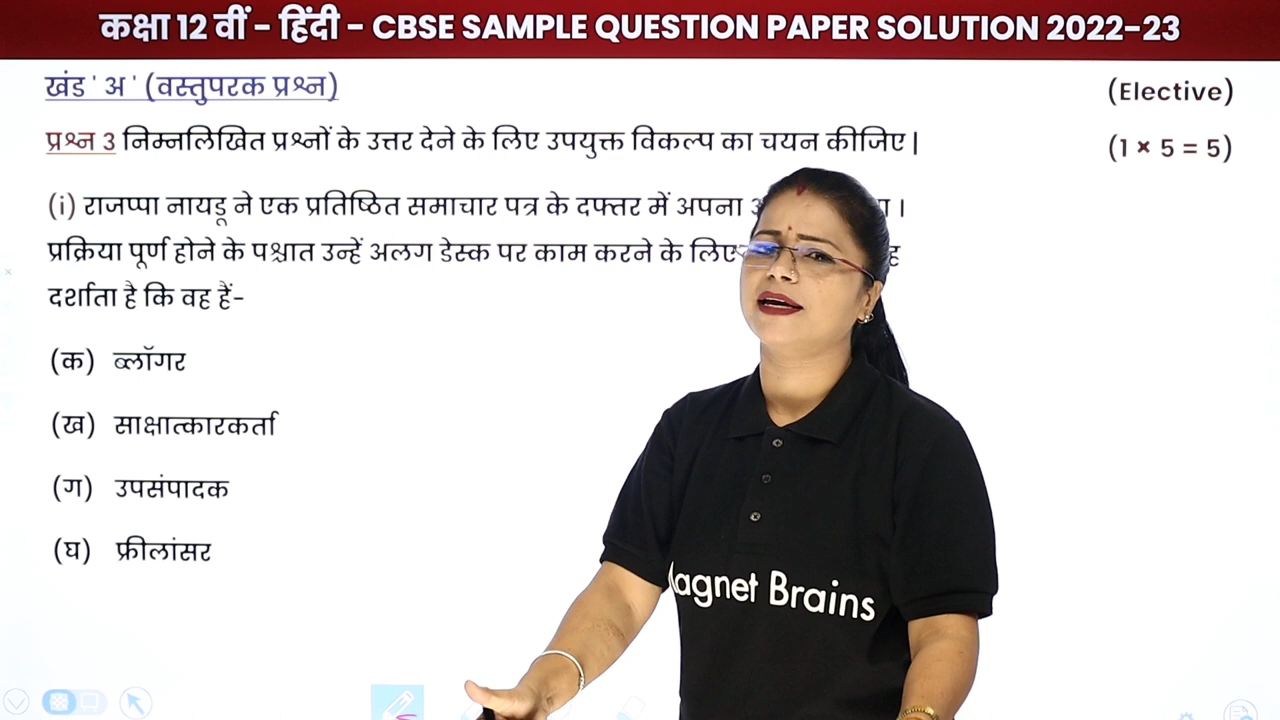 कक्षा 12 वीं - हिंदी - CBSE SAMPLE QUESTION PAPER SOLUTION 2022-23
खंड ' अ ' (वस्तुपरक प्रश्न) (Elective)
प्रश्न 3 निम्नलिखित प्रश्नों के उत्तर देने के लिए उपयुक्त विकल्प का चयन कीजिए | (1 × 5 = 5)
(i) राजप्पा नायडू ने एक प्रतिष्ठित समाचार पत्र के दफ्तर में अपना
प्रक्रिया पूर्ण होने के पश्चात उन्हें अलग डेस्क पर काम करने के लिए
दर्शाता है कि वह हैं-
(क) ब्लॉगर
(ख) साक्षात्कारकर्ता
(ग) उपसंपादक
(घ) फ्रीलांसर
Brains